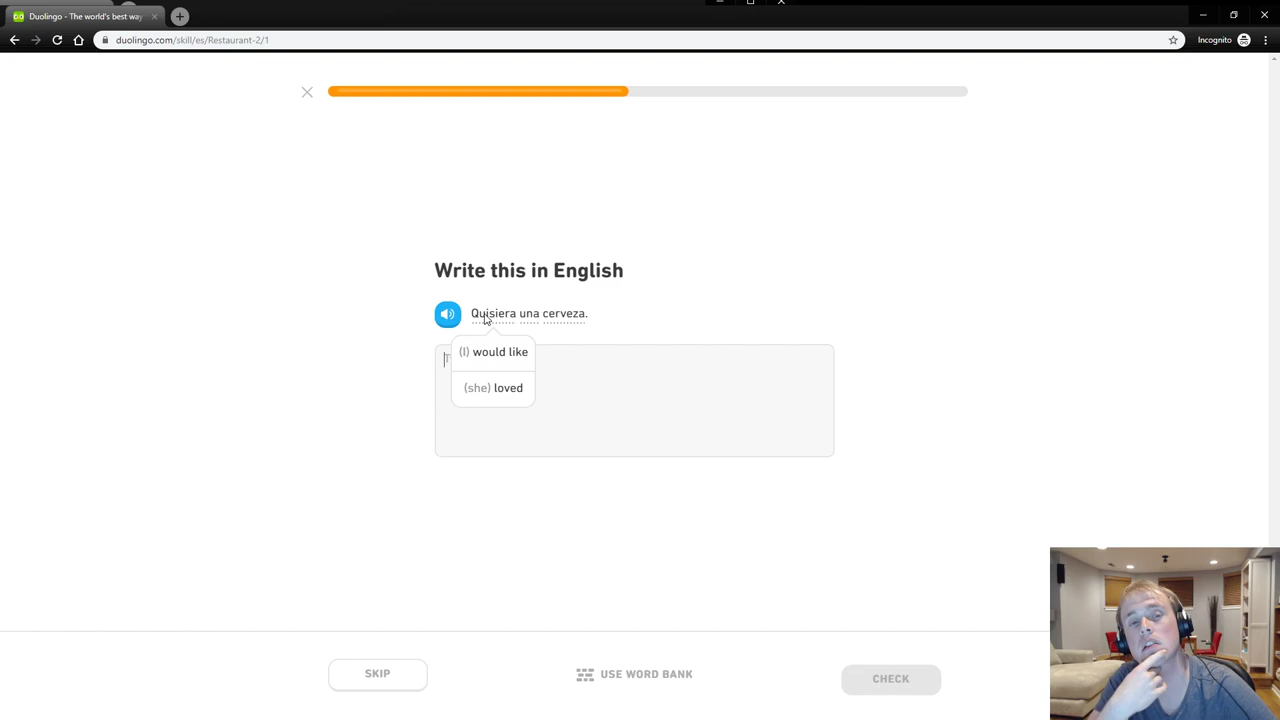 Duolingo - The world's best way
duolingo.com/skill/es/Restaurant-2/1
Incognito
Write this in English
Quisiera una cerveza.
(I) would like
(she) loved
SKIP
USE WORD BANK
CHECK